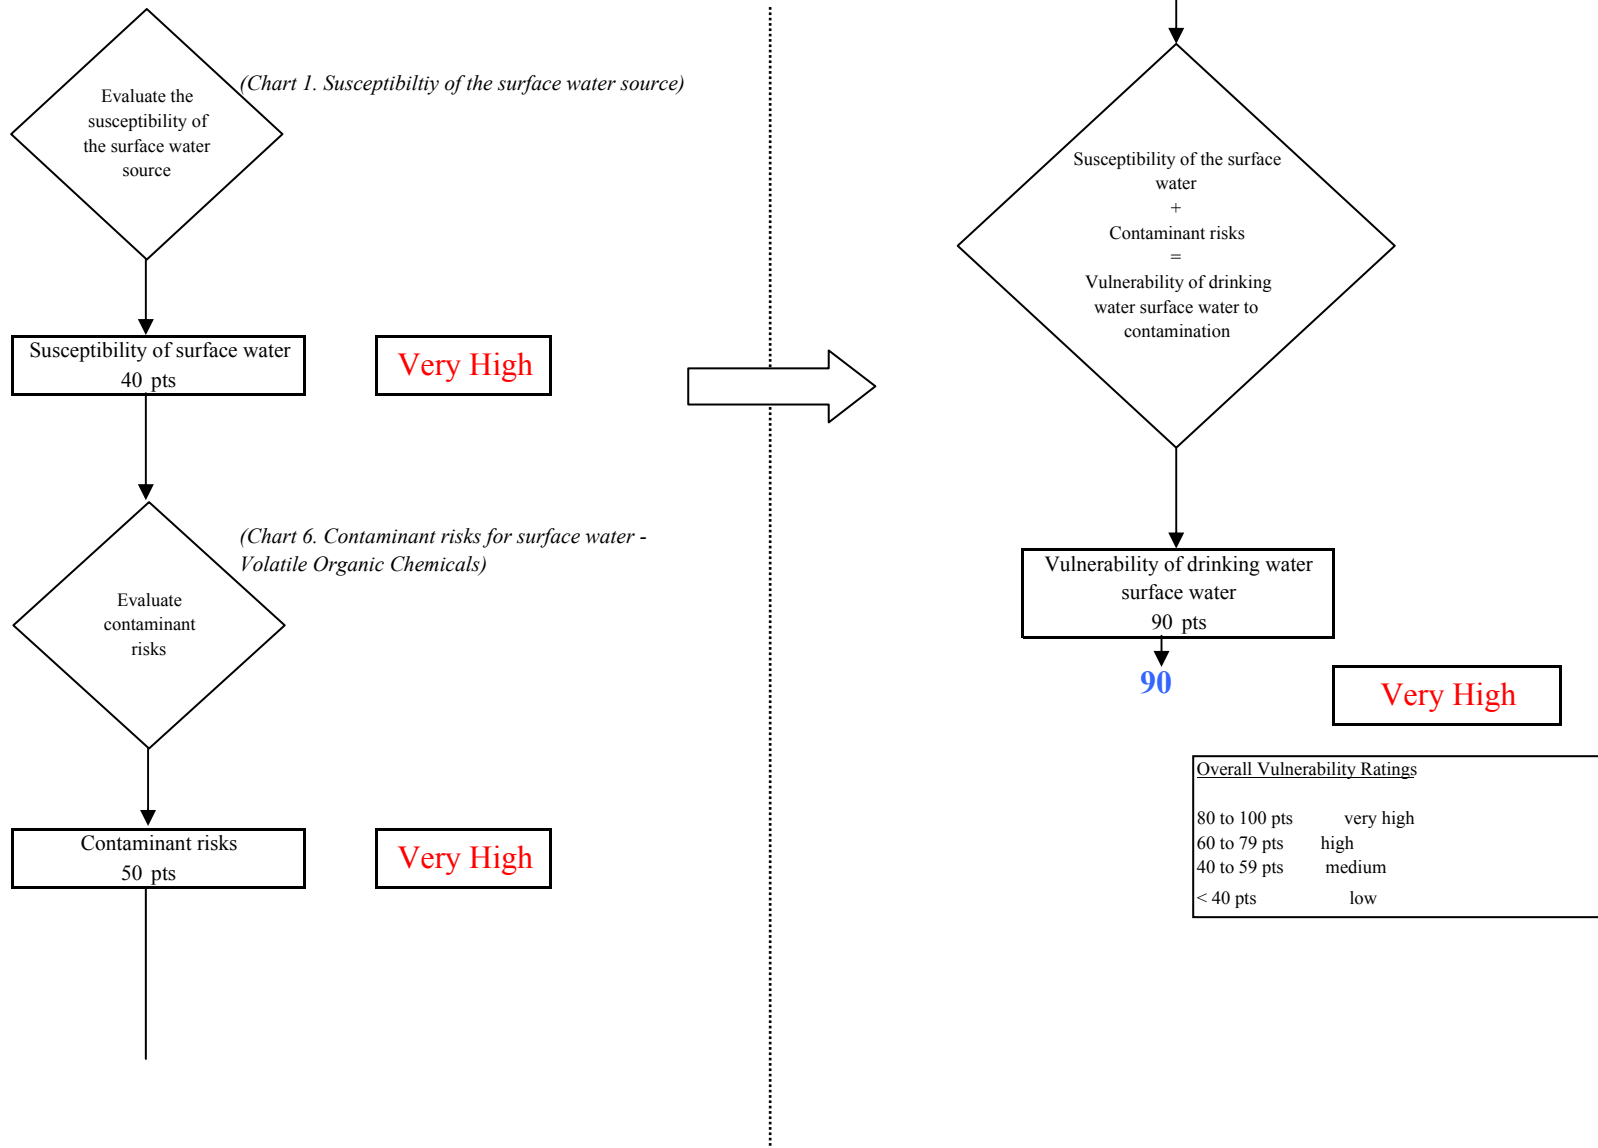 Evaluate the
susceptibility of
the surface water
source
(Chart 1. Susceptibiltiy of the surface water source)
Susceptibility of surface water
40 pts
Very High
(Chart 6. Contaminant risks for surface water -
Volatile Organic Chemicals)
Evaluate
contaminant
risks
Contaminant risks
50 pts
Very High
Susceptibility of the surface
water
+
Contaminant risks
=
Vulnerability of drinking
water surface water to
contamination
Vulnerability of drinking water
surface water
90 pts
90
Very High
Overall Vulnerability Ratings
80 to 100 pts very high
60 to 79 pts high
40 to 59 pts medium
< 40 pts low